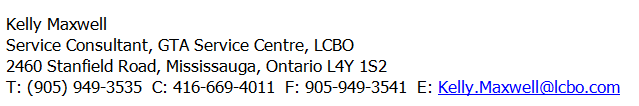 Kelly Maxwell
Service Consultant, GTA Service Centre, LCBO
2460 Stanfield Road, Mississauga, Ontario L4Y 1S2
T: (905) 949-3535  C: 416-669-4011  F: 905-949-3541  E: Kelly.Maxwell@lcbo.com